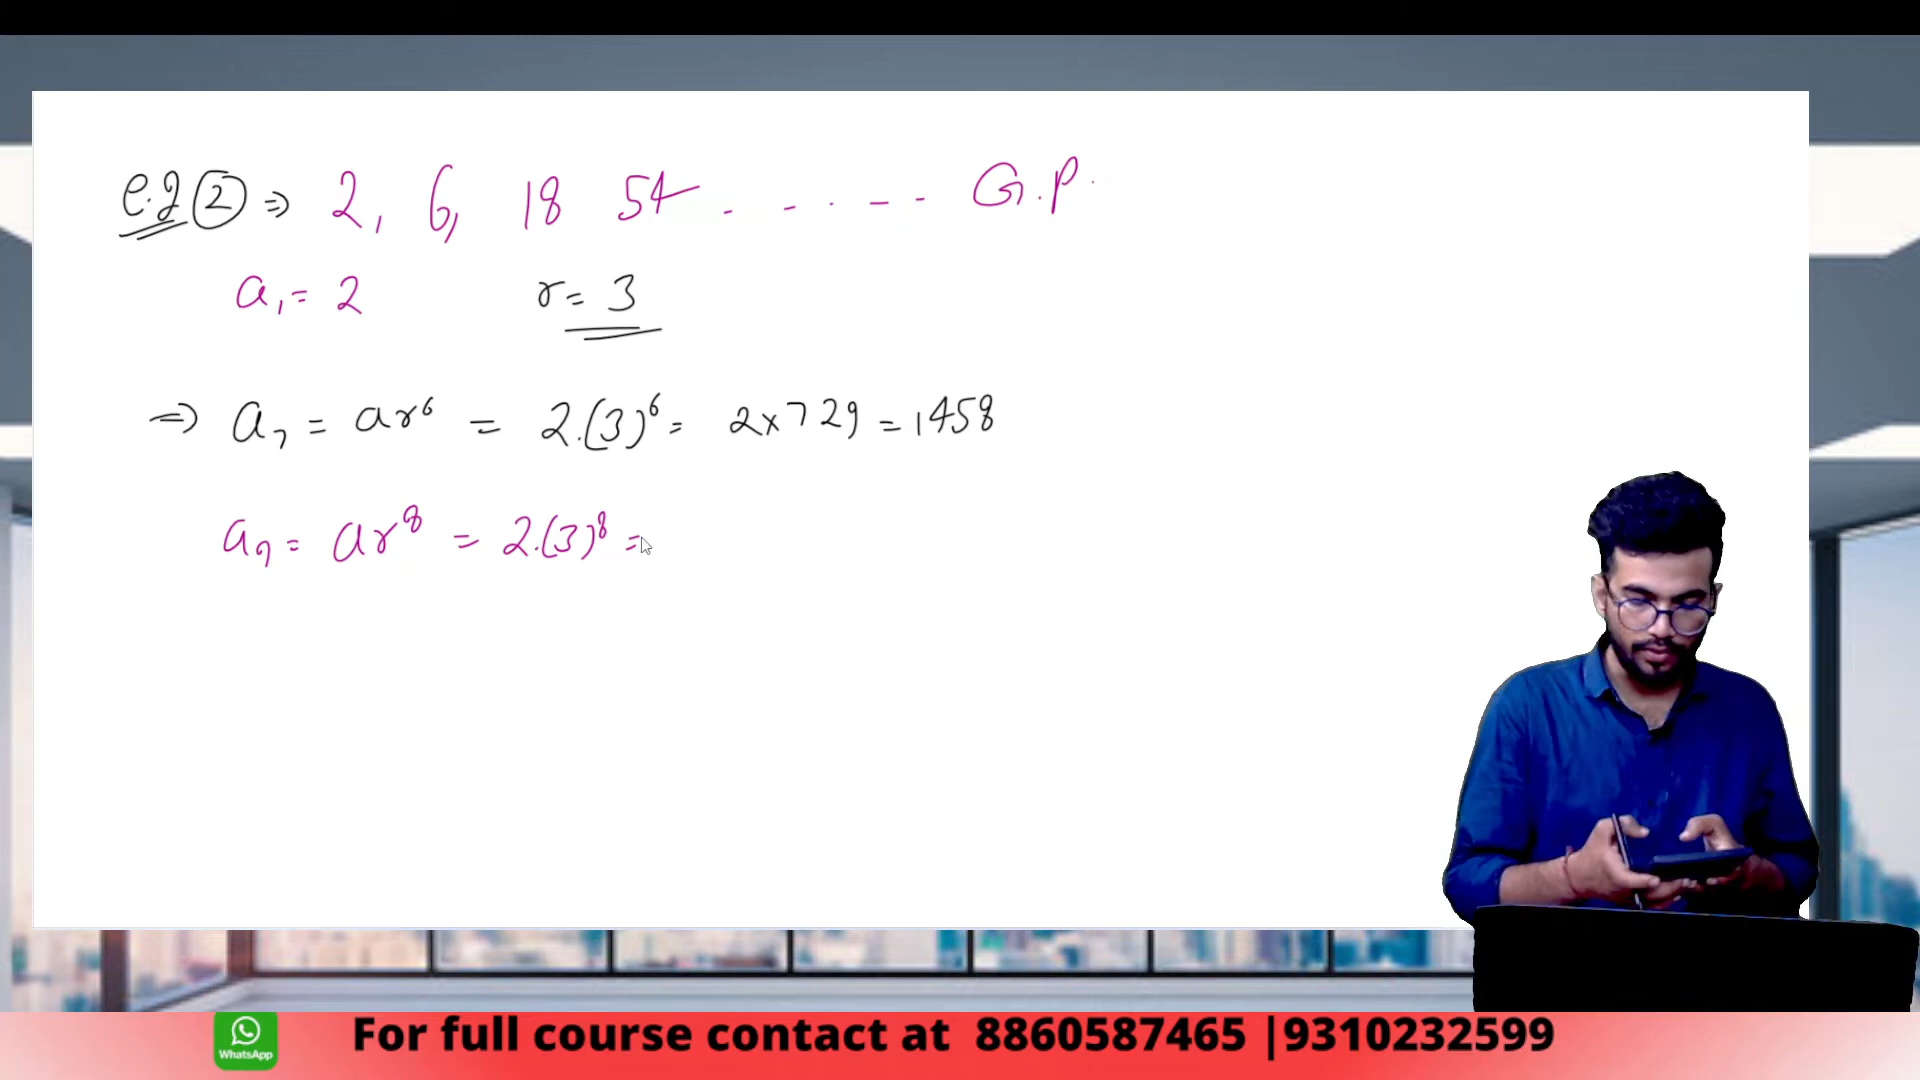 e.g ② ⇒ 2, 6, 18 54 - - - - - G.P.
a₁ = 2 r = 3
⇒ a₇ = ar⁶ = 2.(3)⁶ = 2×729 = 1458
a₉ = ar⁸ = 2.(3)⁸ =
WhatsApp
For full course contact at 8860587465 |9310232599